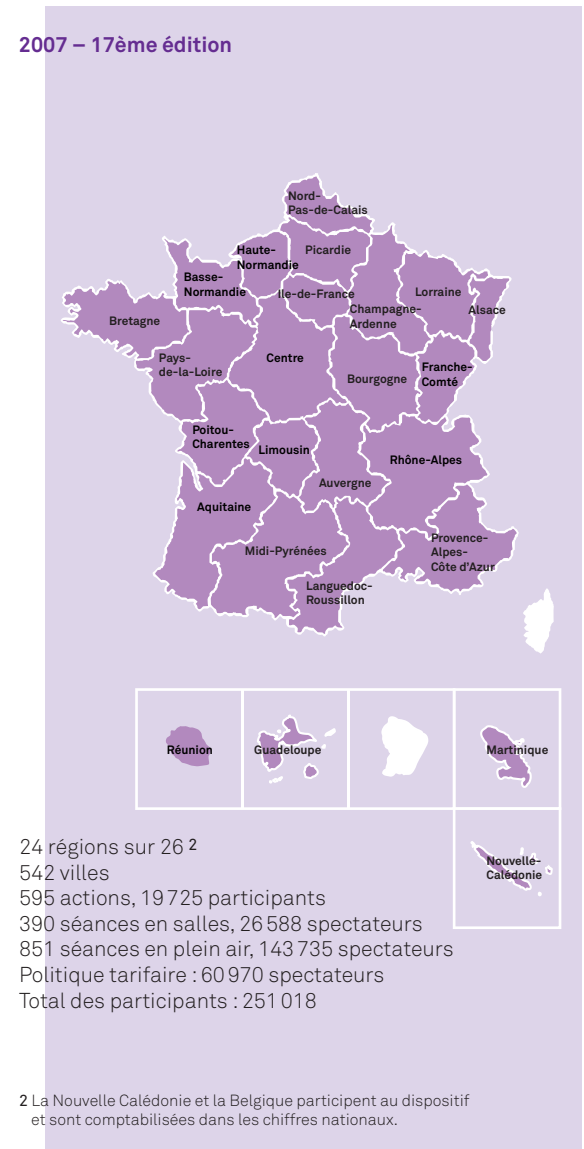 2007 – 17ème édition
Nord-
Pas-de-Calais
Haute-
Normandie
Picardie
Basse-
Normandie
Ile-de-France
Lorraine
Champagne-
Ardenne
Alsace
Bretagne
Pays-
de-la-Loire
Centre
Bourgogne
Franche-
Comté
Poitou-
Charentes
Limousin
Rhône-Alpes
Auvergne
Aquitaine
Provence-
Alpes-
Côte d'Azur
Midi-Pyrénées
Languedoc-
Roussillon
Réunion
Guadeloupe
Martinique
Nouvelle-
Calédonie
24 régions sur 26 2
542 villes
595 actions, 19 725 participants
390 séances en salles, 26 588 spectateurs
851 séances en plein air, 143 735 spectateurs
Politique tarifaire : 60 970 spectateurs
Total des participants : 251 018
2 La Nouvelle Calédonie et la Belgique participent au dispositif
et sont comptabilisées dans les chiffres nationaux.